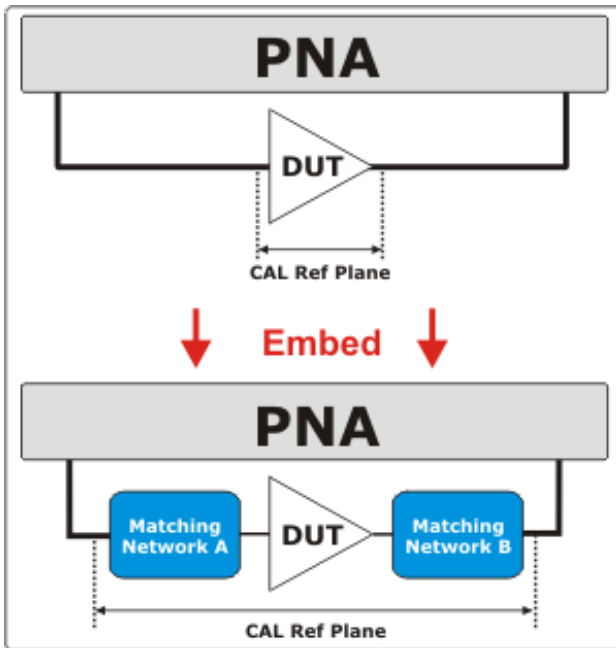 PNA
DUT
CAL Ref Plane
Embed
PNA
Matching
Network A
DUT
Matching
Network B
CAL Ref Plane